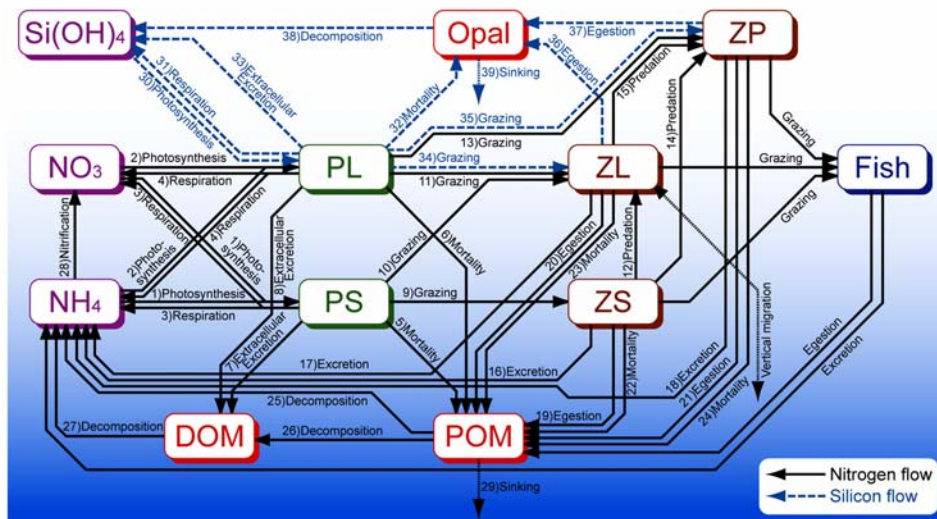 Si(OH)4
Opal
ZP
38)Decomposition
37)Egestion
36)Egestion
39)Sinking
31)Respiration
30)Photosynthesis
33)Extracellular
Excretion
32)Mortality
35)Grazing
13)Grazing
15)Predation
14)Predation
Grazing
NO3
2)Photosynthesis
4)Respiration
PL
34)Grazing
11)Grazing
ZL
Grazing
Fish
3)Respiration
4)Respiration
28)Nitrification
2)Photo-
synthesis
1)Photo-
synthesis
8)Extracellular
Excretion
6)Mortality
10)Grazing
20)Egestion
23)Mortality
12)Predation
Grazing
NH4
1)Photosynthesis
3)Respiration
PS
9)Grazing
ZS
Vertical migration
7)Extracellular
Excretion
5)Mortality
22)Mortality
Egestion
Excretion
17)Excretion
16)Excretion
18)Excretion
21)Egestion
24)Mortality
25)Decomposition
19)Egestion
27)Decomposition
DOM
26)Decomposition
POM
29)Sinking
Nitrogen flow
Silicon flow